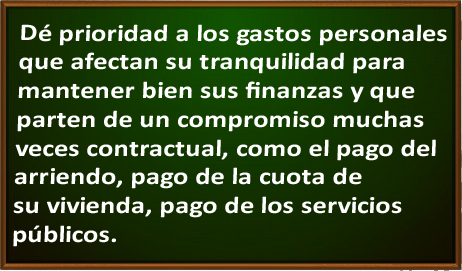 Dé prioridad a los gastos personales
que afectan su tranquilidad para
mantener bien sus finanzas y que
parten de un compromiso muchas
veces contractual, como el pago del
arriendo, pago de la cuota de
su vivienda, pago de los servicios
públicos.